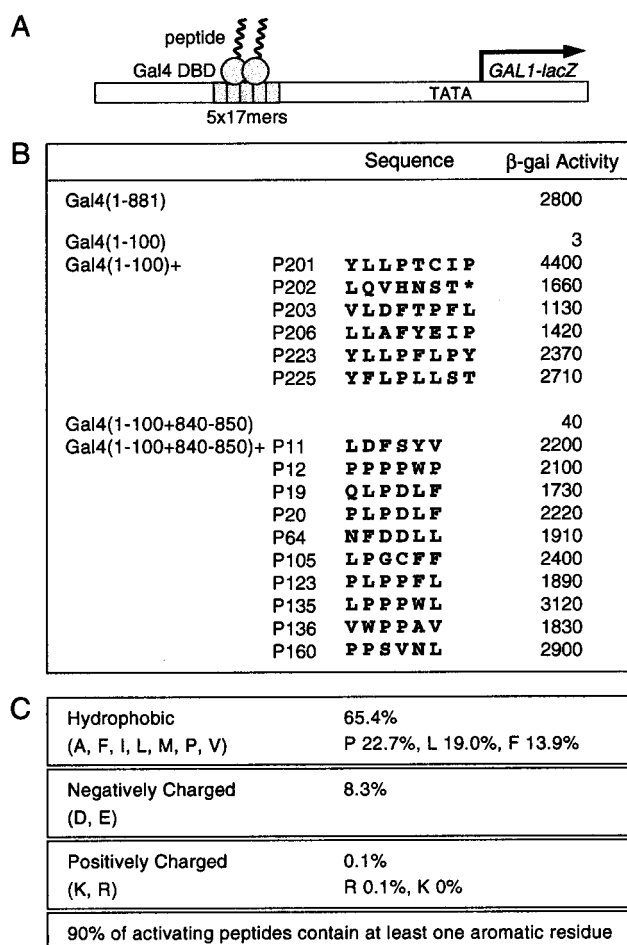 A
peptide
Gal4 DBD
GAL1-lacZ
TATA
5x17mers
B
Sequence β-gal Activity
Gal4(1-881) 2800
Gal4(1-100) 3
Gal4(1-100)+ P201 YLLPTCIP 4400
P202 LQVHNST* 1660
P203 VLDFTPFL 1130
P206 LLAFYEIP 1420
P223 YLLPFLPY 2370
P225 YFLPLLST 2710
Gal4(1-100+840-850) 40
Gal4(1-100+840-850)+ P11 LDFSYV 2200
P12 PPPPWP 2100
P19 QLPDLF 1730
P20 PLPDLF 2220
P64 NFDDLL 1910
P105 LPGCFF 2400
P123 PLPPFL 1890
P135 LPPPWL 3120
P136 VWPPAV 1830
P160 PPSVNL 2900
C
Hydrophobic 65.4%
(A, F, I, L, M, P, V) P 22.7%, L 19.0%, F 13.9%
Negatively Charged 8.3%
(D, E)
Positively Charged 0.1%
(K, R) R 0.1%, K 0%
90% of activating peptides contain at least one aromatic residue